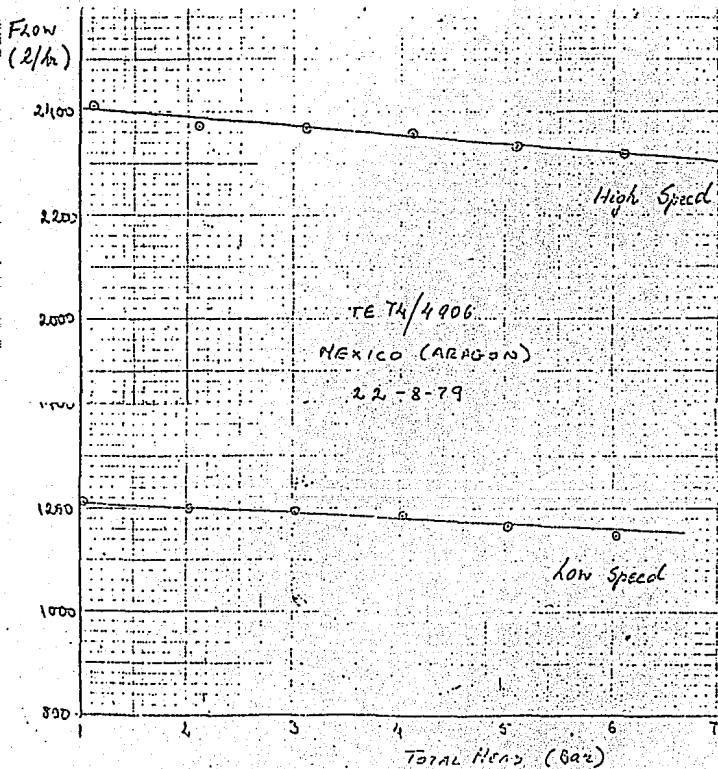 FLOW
(l/hr)
2400
2200
High Speed
2000
TE 74/4906
MEXICO (ARAGON)
22-8-79
1200
Low Speed
1000
800
1 2 3 4 5 6 7
TOTAL HEAD (Bar)